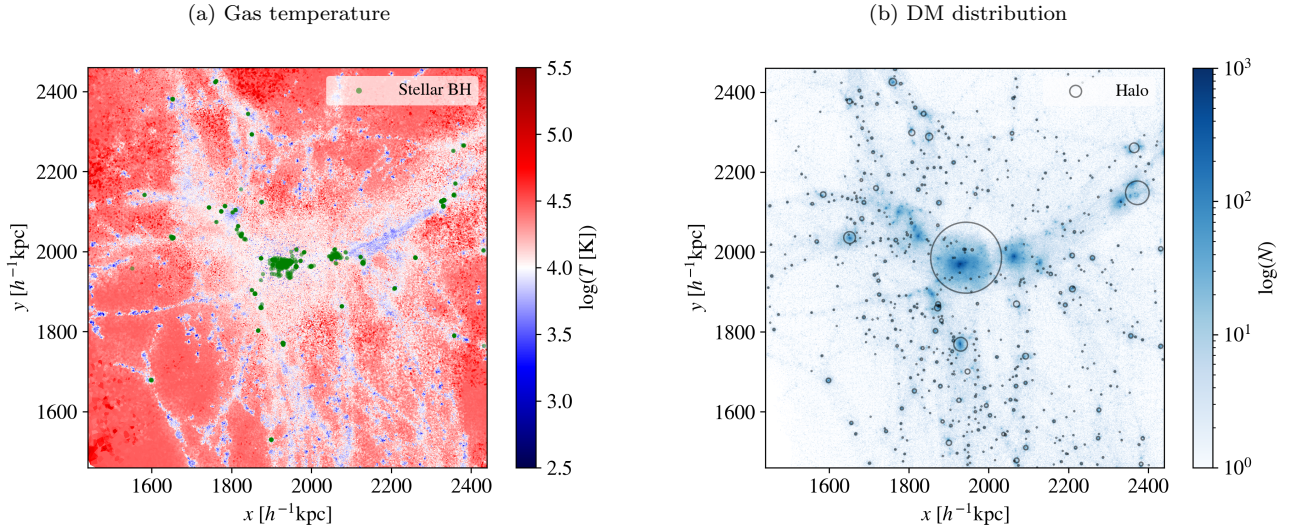 (a) Gas temperature
(b) DM distribution
Stellar BH
2400
2200
2000
1800
1600
y [h⁻¹kpc]
1600 1800 2000 2200 2400
x [h⁻¹kpc]
5.5
5.0
4.5
4.0
3.5
3.0
2.5
log(T [K])
Halo
2400
2200
2000
1800
1600
y [h⁻¹kpc]
1600 1800 2000 2200 2400
x [h⁻¹kpc]
10³
10²
10¹
10⁰
log(N)